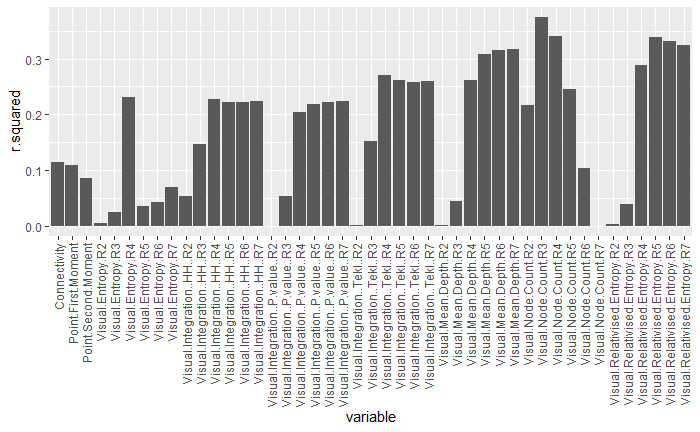 r.squared
0.3
0.2
0.1
0.0
Connectivity
Point.First.Moment
Point.Second.Moment
Visual.Entropy.R2
Visual.Entropy.R3
Visual.Entropy.R4
Visual.Entropy.R5
Visual.Entropy.R6
Visual.Entropy.R7
Visual.Integration..HH..R2
Visual.Integration..HH..R3
Visual.Integration..HH..R4
Visual.Integration..HH..R5
Visual.Integration..HH..R6
Visual.Integration..HH..R7
Visual.Integration..P.value..R2
Visual.Integration..P.value..R3
Visual.Integration..P.value..R4
Visual.Integration..P.value..R5
Visual.Integration..P.value..R6
Visual.Integration..P.value..R7
Visual.Integration..Tekl..R2
Visual.Integration..Tekl..R3
Visual.Integration..Tekl..R4
Visual.Integration..Tekl..R5
Visual.Integration..Tekl..R6
Visual.Integration..Tekl..R7
Visual.Mean.Depth.R2
Visual.Mean.Depth.R3
Visual.Mean.Depth.R4
Visual.Mean.Depth.R5
Visual.Mean.Depth.R6
Visual.Mean.Depth.R7
Visual.Node.Count.R2
Visual.Node.Count.R3
Visual.Node.Count.R4
Visual.Node.Count.R5
Visual.Node.Count.R6
Visual.Node.Count.R7
Visual.Relativised.Entropy.R2
Visual.Relativised.Entropy.R3
Visual.Relativised.Entropy.R4
Visual.Relativised.Entropy.R5
Visual.Relativised.Entropy.R6
Visual.Relativised.Entropy.R7
variable